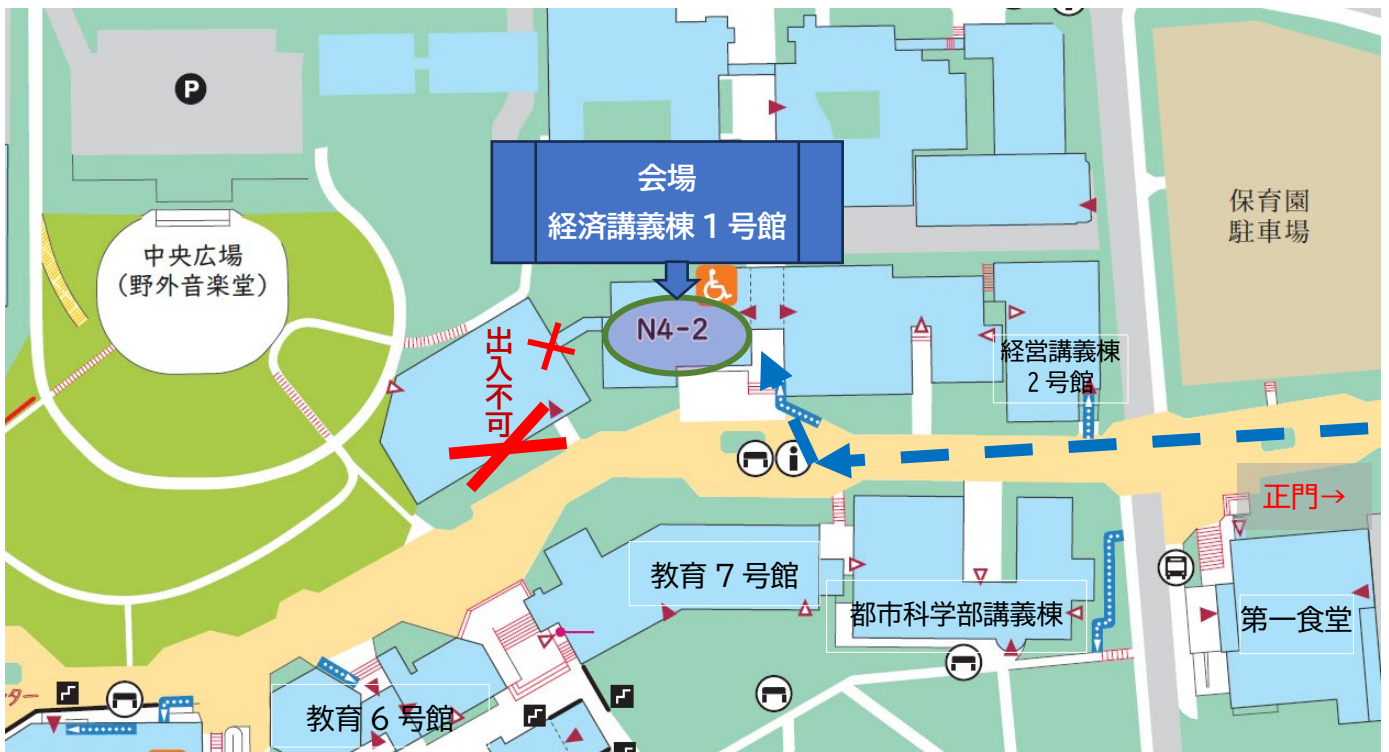 P
会場
経済講義棟１号館
保育園
駐車場
中央広場
（野外音楽堂）
N4-2
出入不可
経営講義棟
２号館
i
正門→
教育７号館
都市科学部講義棟
第一食堂
ター
教育６号館